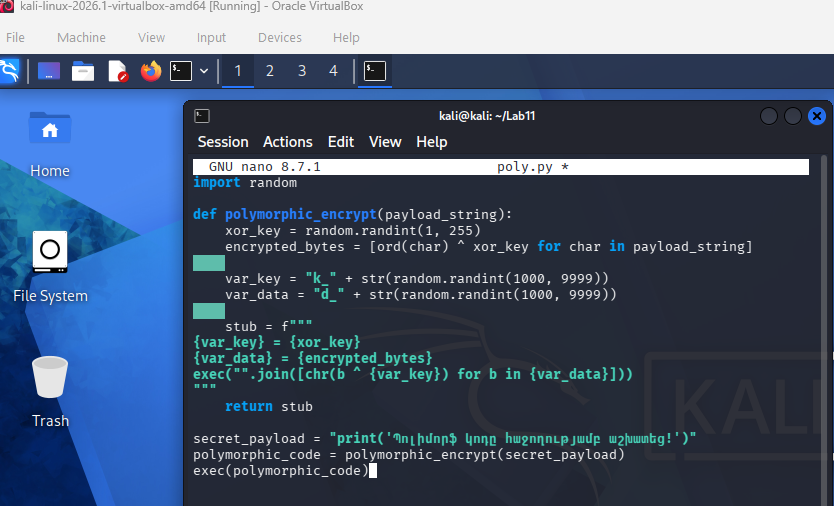 kali-linux-2026.1-virtualbox-amd64 [Running] - Oracle VirtualBox
File Machine View Input Devices Help
1 2 3 4
kali@kali: ~/Lab11
Session Actions Edit View Help
GNU nano 8.7.1 poly.py *
import random
def polymorphic_encrypt(payload_string):
    xor_key = random.randint(1, 255)
    encrypted_bytes = [ord(char) ^ xor_key for char in payload_string]
    var_key = "k_" + str(random.randint(1000, 9999))
    var_data = "d_" + str(random.randint(1000, 9999))
    stub = f"""
{var_key} = {xor_key}
{var_data} = {encrypted_bytes}
exec("".join([chr(b ^ {var_key}) for b in {var_data}]))
"""
    return stub
secret_payload = "print('Պոլիմորֆ կոդը հաջողությամբ աշխատեց!')"
polymorphic_code = polymorphic_encrypt(secret_payload)
exec(polymorphic_code)
Home
File System
Trash
KALI